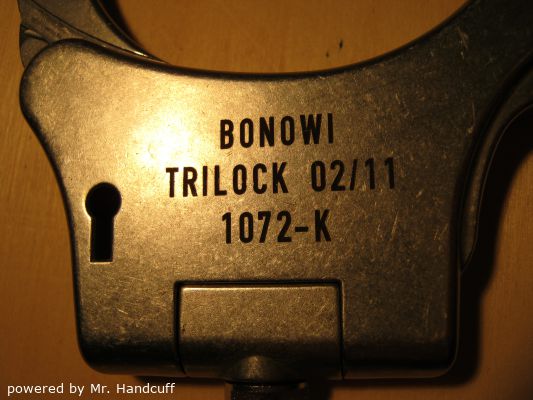 BONOWI
TRILOCK 02/11
1072-K
powered by Mr. Handcuff